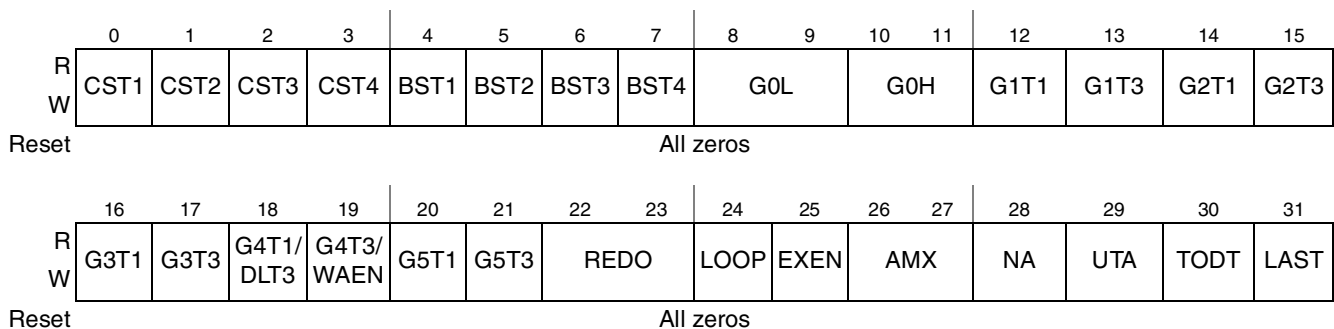 0 1 2 3 4 5 6 7 8 9 10 11 12 13 14 15
R
W
CST1 CST2 CST3 CST4 BST1 BST2 BST3 BST4 G0L G0H G1T1 G1T3 G2T1 G2T3
Reset All zeros
16 17 18 19 20 21 22 23 24 25 26 27 28 29 30 31
R
W
G3T1 G3T3 G4T1/ DLT3 G4T3/ WAEN G5T1 G5T3 REDO LOOP EXEN AMX NA UTA TODT LAST
Reset All zeros